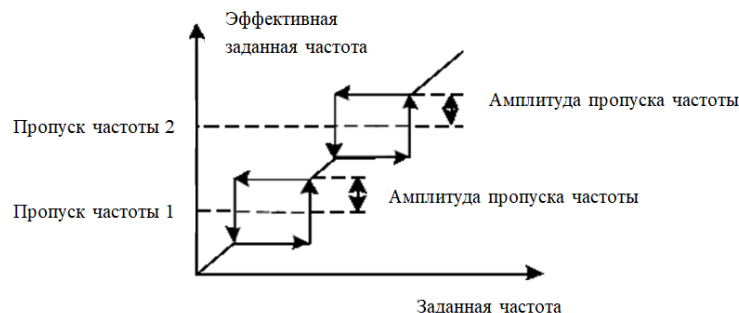 Эффективная
заданная частота
Амплитуда пропуска частоты
Пропуск частоты 2
Амплитуда пропуска частоты
Пропуск частоты 1
Заданная частота